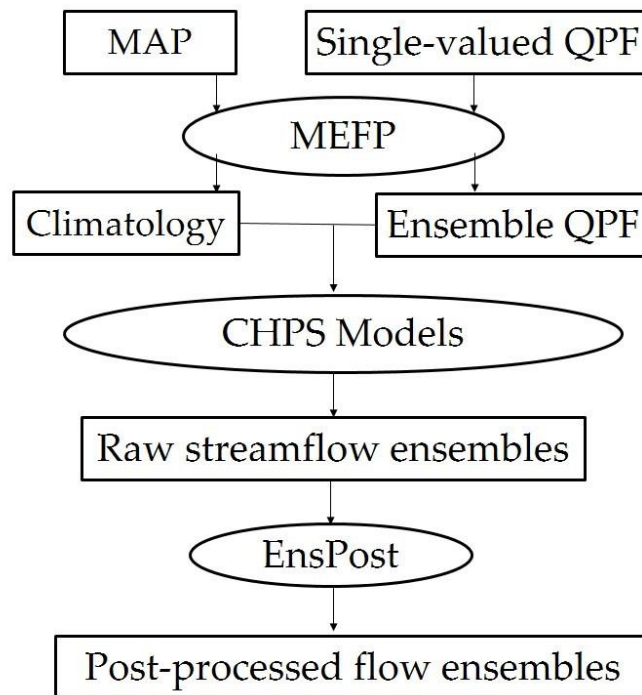 MAP
Single-valued QPF
MEFP
Climatology
Ensemble QPF
CHPS Models
Raw streamflow ensembles
EnsPost
Post-processed flow ensembles